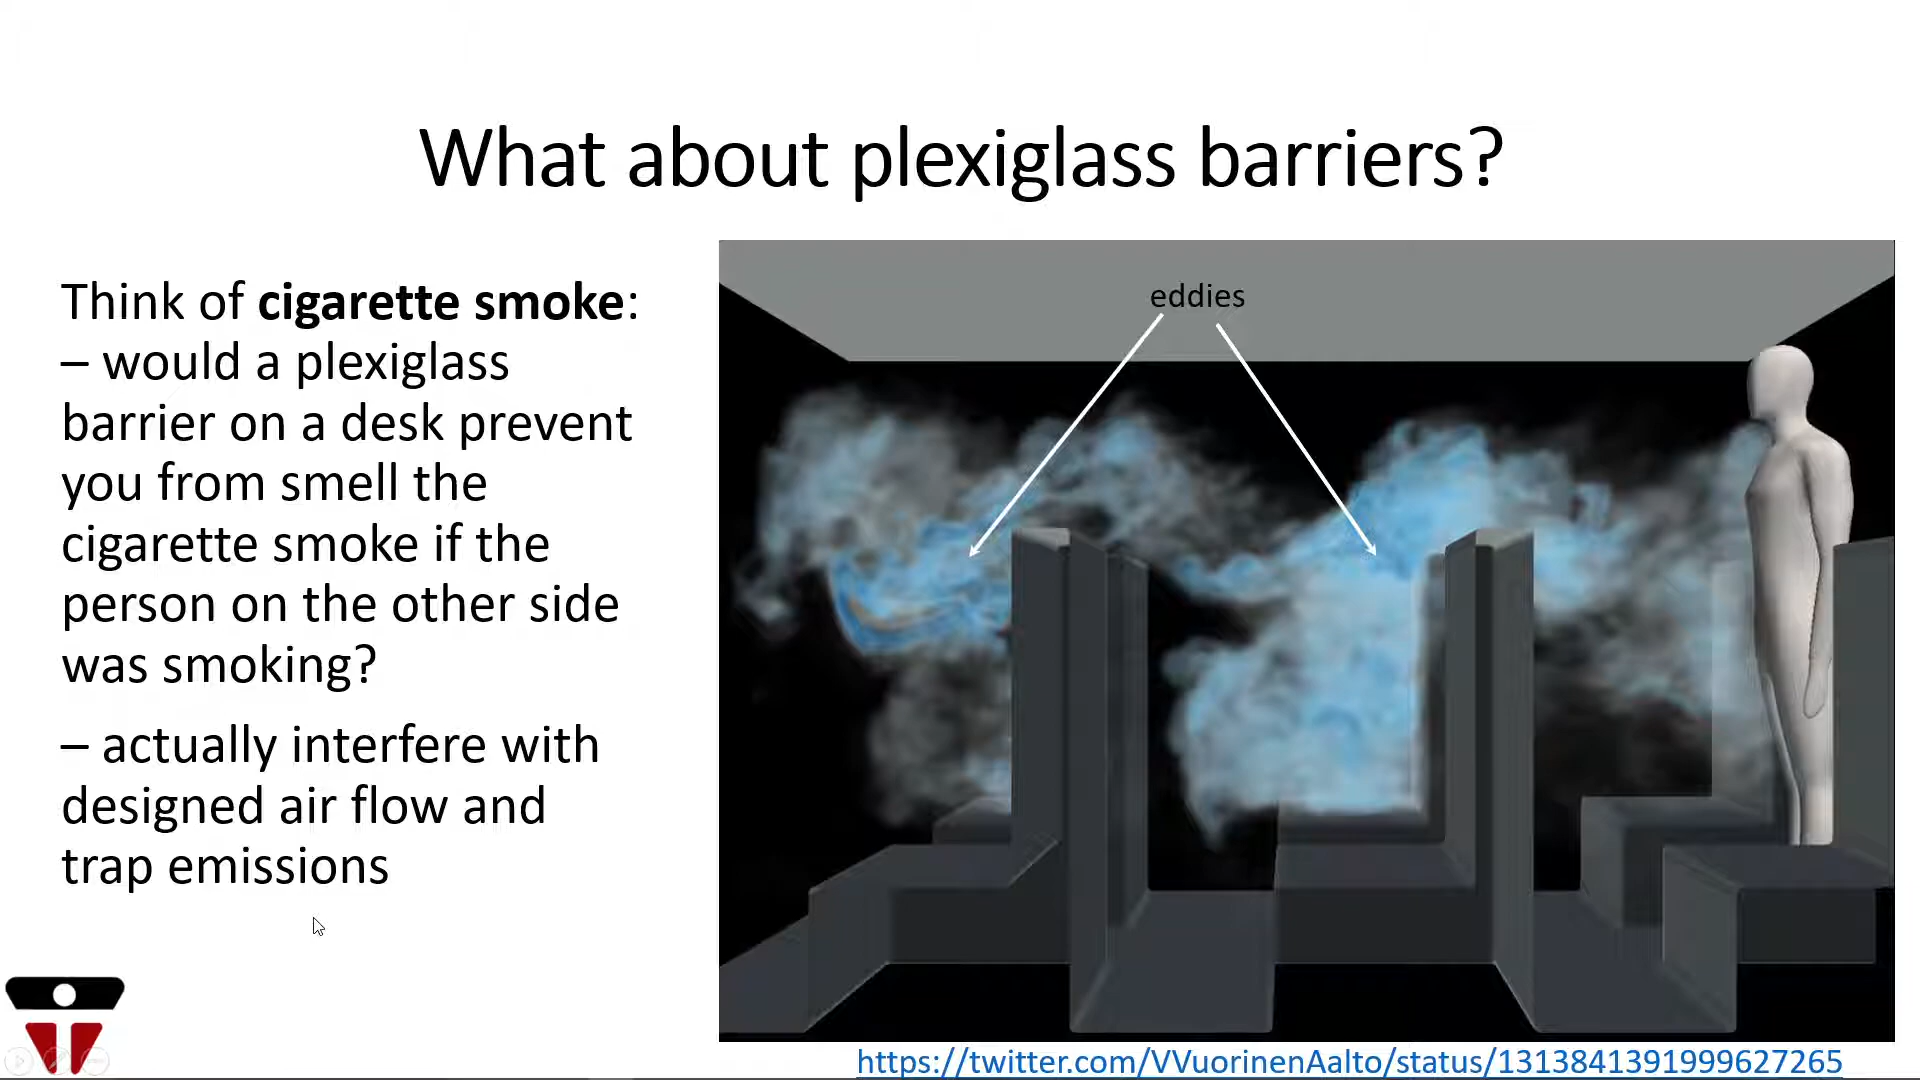 What about plexiglass barriers?
Think of cigarette smoke:
– would a plexiglass
barrier on a desk prevent
you from smell the
cigarette smoke if the
person on the other side
was smoking?
– actually interfere with
designed air flow and
trap emissions
eddies
https://twitter.com/VVuorinenAalto/status/1313841391999627265